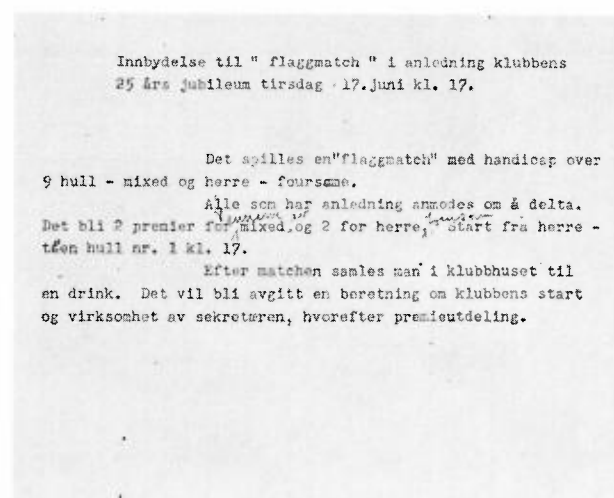 Innbydelse til " flaggmatch " i anledning klubbens
25 års jubileum tirsdag 17.juni kl. 17.
Det spilles en"flaggmatch" med handicap over
9 hull - mixed og herre - foursome.
Alle som har anledning anmodes om å delta.
Det bli 2 premier for mixed, og 2 for herre, start fra herre -
téen hull nr. 1 kl. 17.
Efter matchen samles man i klubbhuset til
en drink. Det vil bli avgitt en beretning om klubbens start
og virksomhet av sekretæren, hvorefter premieutdeling.